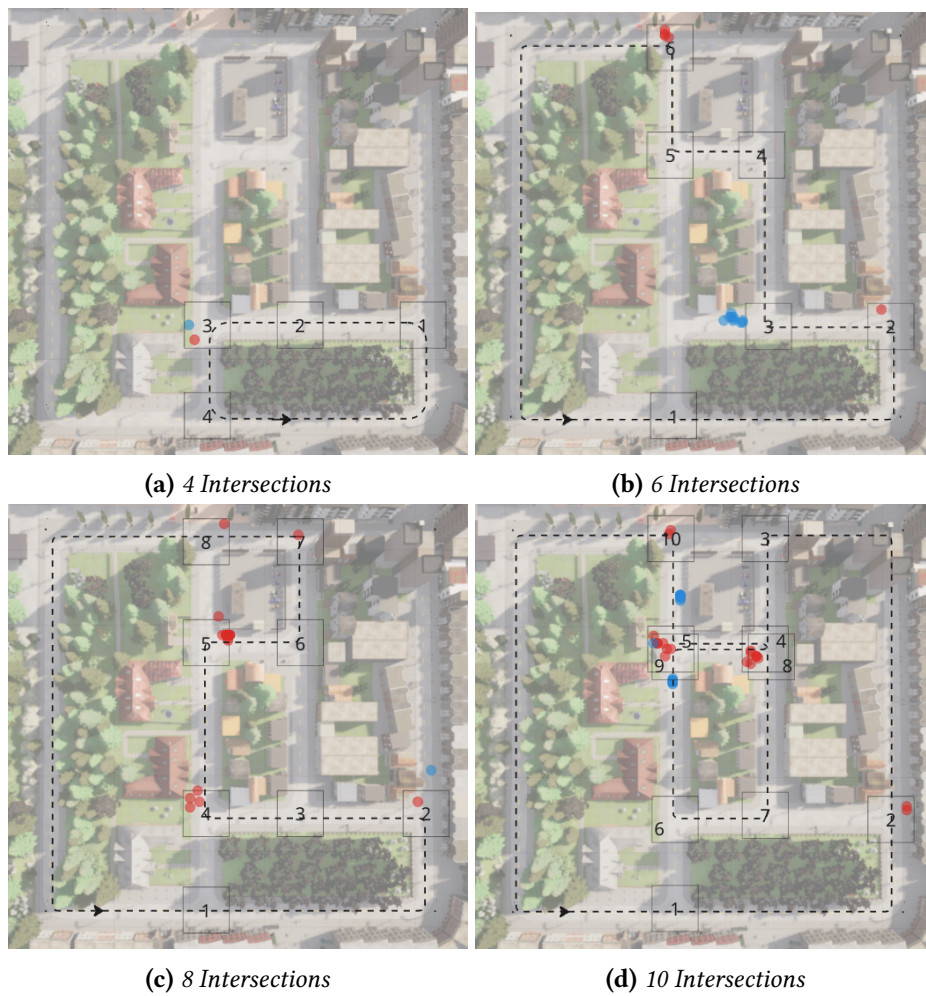 3 2 1
4
(a) 4 Intersections
6
5 4
3 2
1
(b) 6 Intersections
8 7
5 6
4 3 2
1
(c) 8 Intersections
10 3
5 4
9 8
6 7 2
1
(d) 10 Intersections